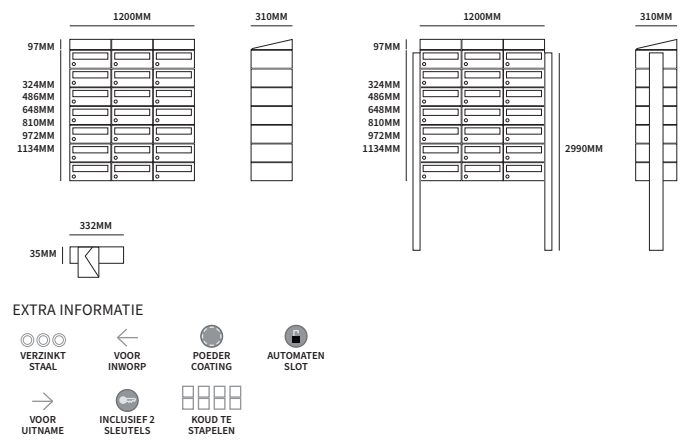 1200MM
310MM
97MM
324MM
486MM
648MM
810MM
972MM
1134MM
1200MM
310MM
97MM
324MM
486MM
648MM
810MM
972MM
1134MM
2990MM
332MM
35MM
EXTRA INFORMATIE
VERZINKT
STAAL
VOOR
INWORP
POEDER
COATING
AUTOMATEN
SLOT
VOOR
UITNAME
INCLUSIEF 2
SLEUTELS
KOUD TE
STAPELEN